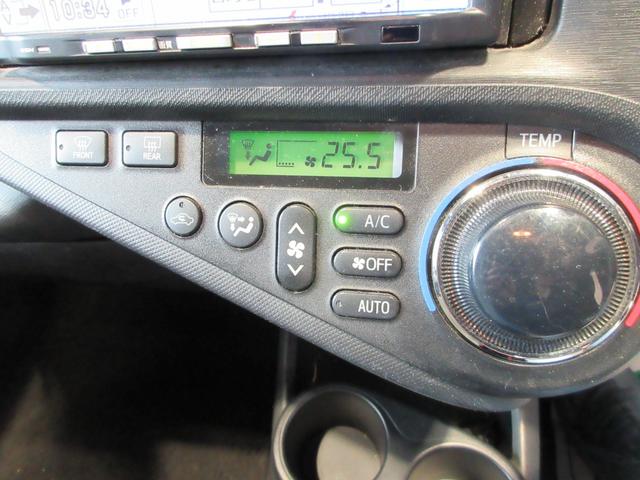 10:34 OFF
FRONT
REAR
25.5
TEMP
A/C
OFF
AUTO